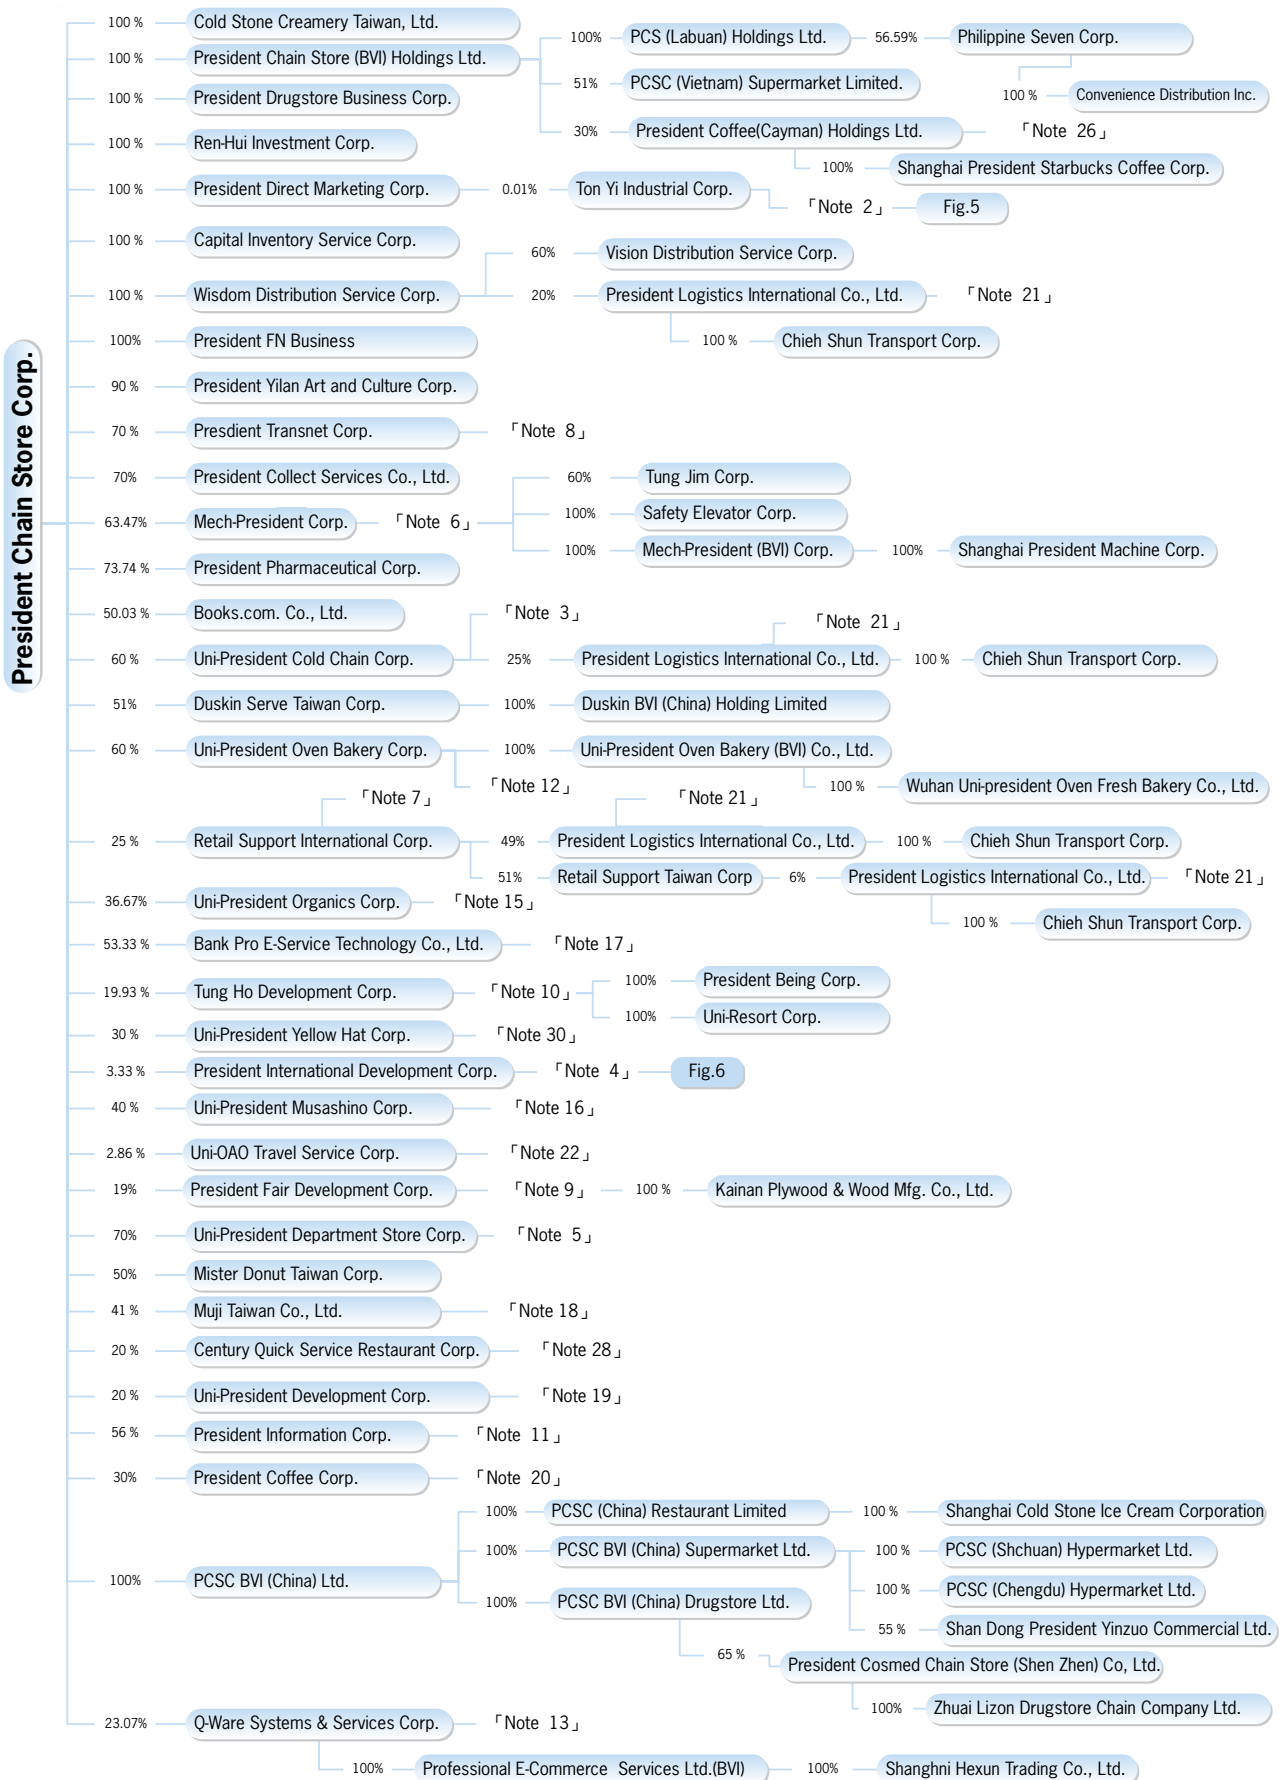 President Chain Store Corp.
100 % Cold Stone Creamery Taiwan, Ltd.
100 % President Chain Store (BVI) Holdings Ltd.
100% PCS (Labuan) Holdings Ltd. 56.59% Philippine Seven Corp.
100 % Convenience Distribution Inc.
51% PCSC (Vietnam) Supermarket Limited.
30% President Coffee(Cayman) Holdings Ltd. 「Note 26」
100% Shanghai President Starbucks Coffee Corp.
100 % President Drugstore Business Corp.
100 % Ren-Hui Investment Corp.
100 % President Direct Marketing Corp. 0.01% Ton Yi Industrial Corp.
「Note 2」 Fig.5
100 % Capital Inventory Service Corp.
100 % Wisdom Distribution Service Corp.
60% Vision Distribution Service Corp.
20% President Logistics International Co., Ltd. 「Note 21」
100 % Chieh Shun Transport Corp.
100% President FN Business
90 % President Yilan Art and Culture Corp.
70 % Presdient Transnet Corp. 「Note 8」
70% President Collect Services Co., Ltd.
63.47% Mech-President Corp. 「Note 6」
60% Tung Jim Corp.
100% Safety Elevator Corp.
100% Mech-President (BVI) Corp. 100% Shanghai President Machine Corp.
73.74 % President Pharmaceutical Corp.
50.03 % Books.com. Co., Ltd.
60 % Uni-President Cold Chain Corp. 「Note 3」
25% President Logistics International Co., Ltd. 「Note 21」 100 % Chieh Shun Transport Corp.
51% Duskin Serve Taiwan Corp. 100% Duskin BVI (China) Holding Limited
60 % Uni-President Oven Bakery Corp. 100% Uni-President Oven Bakery (BVI) Co., Ltd.
「Note 12」 100 % Wuhan Uni-president Oven Fresh Bakery Co., Ltd.
「Note 7」 「Note 21」
25 % Retail Support International Corp. 49% President Logistics International Co., Ltd. 100 % Chieh Shun Transport Corp.
51% Retail Support Taiwan Corp 6% President Logistics International Co., Ltd. 「Note 21」
100 % Chieh Shun Transport Corp.
36.67% Uni-President Organics Corp. 「Note 15」
53.33 % Bank Pro E-Service Technology Co., Ltd. 「Note 17」
19.93 % Tung Ho Development Corp. 「Note 10」
100% President Being Corp.
100% Uni-Resort Corp.
30 % Uni-President Yellow Hat Corp. 「Note 30」
3.33 % President International Development Corp. 「Note 4」 Fig.6
40 % Uni-President Musashino Corp. 「Note 16」
2.86 % Uni-OAO Travel Service Corp. 「Note 22」
19% President Fair Development Corp. 「Note 9」 100 % Kainan Plywood & Wood Mfg. Co., Ltd.
70% Uni-President Department Store Corp. 「Note 5」
50% Mister Donut Taiwan Corp.
41 % Muji Taiwan Co., Ltd. 「Note 18」
20 % Century Quick Service Restaurant Corp. 「Note 28」
20 % Uni-President Development Corp. 「Note 19」
56 % President Information Corp. 「Note 11」
30% President Coffee Corp. 「Note 20」
100% PCSC BVI (China) Ltd.
100% PCSC (China) Restaurant Limited 100 % Shanghai Cold Stone Ice Cream Corporation
100% PCSC BVI (China) Supermarket Ltd. 100 % PCSC (Shchuan) Hypermarket Ltd.
100 % PCSC (Chengdu) Hypermarket Ltd.
55 % Shan Dong President Yinzuo Commercial Ltd.
100% PCSC BVI (China) Drugstore Ltd.
65 % President Cosmed Chain Store (Shen Zhen) Co, Ltd.
100% Zhuai Lizon Drugstore Chain Company Ltd.
23.07% Q-Ware Systems & Services Corp. 「Note 13」
100% Professional E-Commerce Services Ltd.(BVI) 100% Shanghni Hexun Trading Co., Ltd.